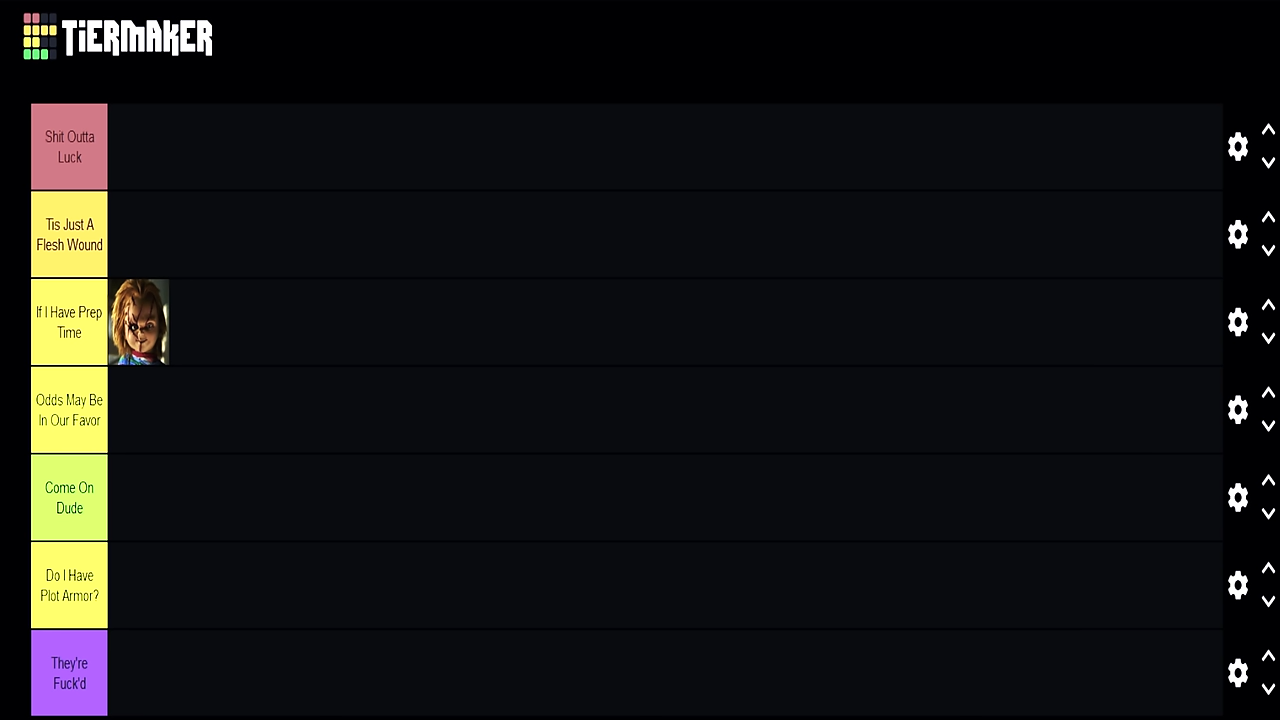 TiERMAKER
Shit Outta
Luck
Tis Just A
Flesh Wound
If I Have Prep
Time
Odds May Be
In Our Favor
Come On
Dude
Do I Have
Plot Armor?
They're
Fuck'd